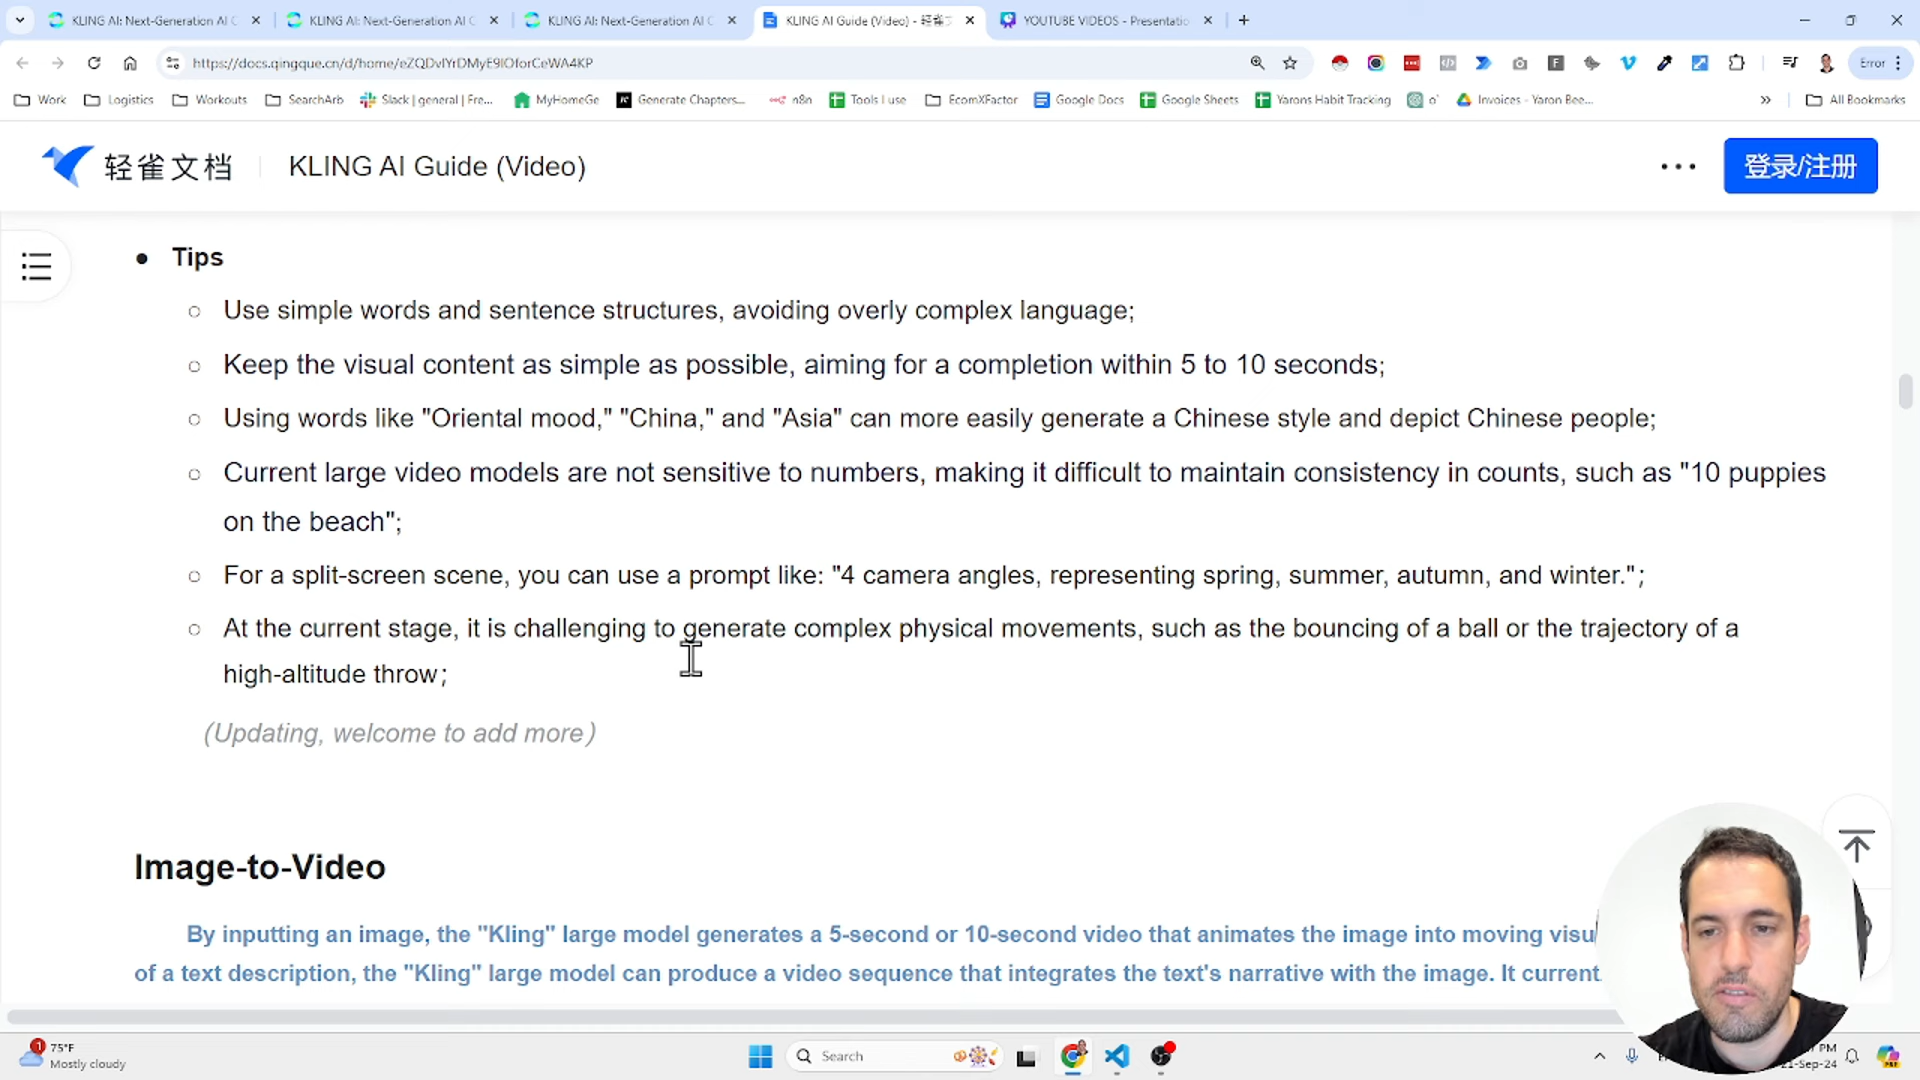 KLING AI: Next-Generation AI C
KLING AI: Next-Generation AI C
KLING AI: Next-Generation AI C
KLING AI Guide (Video) - 轻雀文
YOUTUBE VIDEOS - Presentatio
https://docs.qingque.cn/d/home/eZQDvIYrDMyE9IOforCeWA4KP
Error
Work
Logistics
Workouts
SearchArb
Slack | general | Fre...
MyHomeGe
Generate Chapters...
n8n
Tools I use
EcomXFactor
Google Docs
Google Sheets
Yarons Habit Tracking
Invoices - Yaron Bee...
All Bookmarks
轻雀文档
KLING AI Guide (Video)
登录/注册
Tips
Use simple words and sentence structures, avoiding overly complex language;
Keep the visual content as simple as possible, aiming for a completion within 5 to 10 seconds;
Using words like "Oriental mood," "China," and "Asia" can more easily generate a Chinese style and depict Chinese people;
Current large video models are not sensitive to numbers, making it difficult to maintain consistency in counts, such as "10 puppies
on the beach";
For a split-screen scene, you can use a prompt like: "4 camera angles, representing spring, summer, autumn, and winter.";
At the current stage, it is challenging to generate complex physical movements, such as the bouncing of a ball or the trajectory of a
high-altitude throw;
(Updating, welcome to add more)
Image-to-Video
By inputting an image, the "Kling" large model generates a 5-second or 10-second video that animates the image into moving visu
of a text description, the "Kling" large model can produce a video sequence that integrates the text's narrative with the image. It current
1
75°F
Mostly cloudy
Search
PM
21-Sep-24